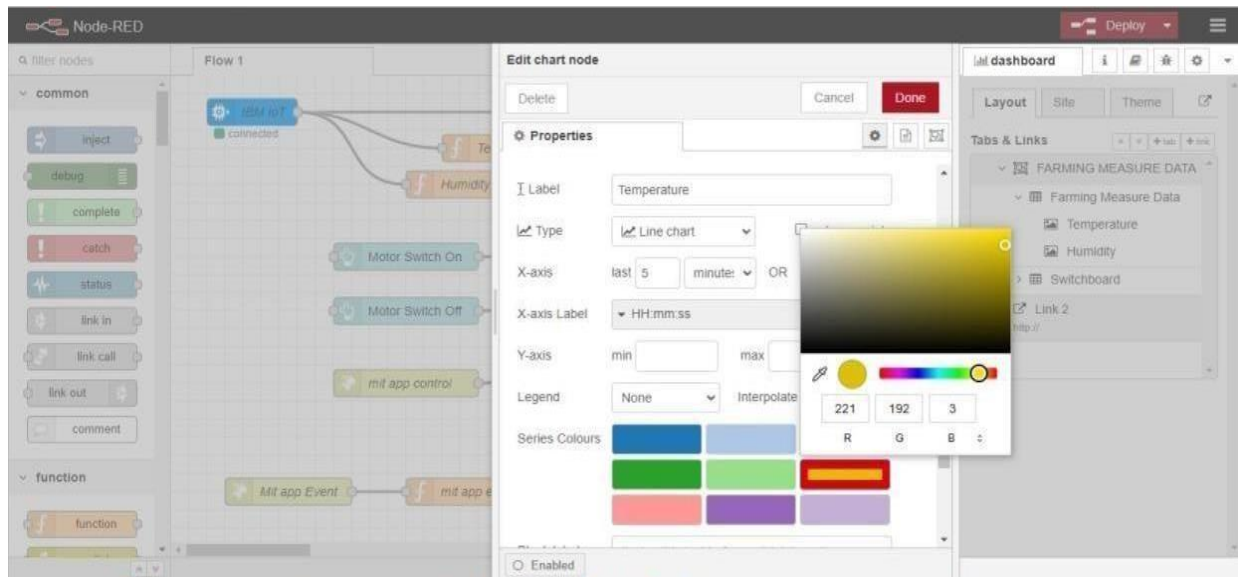 Node-RED
Deploy
filter nodes
Flow 1
Edit chart node
dashboard
i
common
Delete
Cancel
Done
Layout
Site
Theme
IBM IoT
connected
Properties
Tabs & Links
tab
link
inject
Te
FARMING MEASURE DATA
debug
Humidity
Label
Temperature
Farming Measure Data
complete
Type
Line chart
Temperature
catch
Motor Switch On
X-axis
last
5
OR
Humidity
status
Switchboard
link in
Motor Switch Off
X-axis Label
HH:mm:ss
Link 2
http://
link call
Y-axis
min
max
link out
mit app control
Legend
None
Interpolate
comment
221
192
3
R
G
B
Series Colours
function
Mit app Event
mit app e
function
Enabled